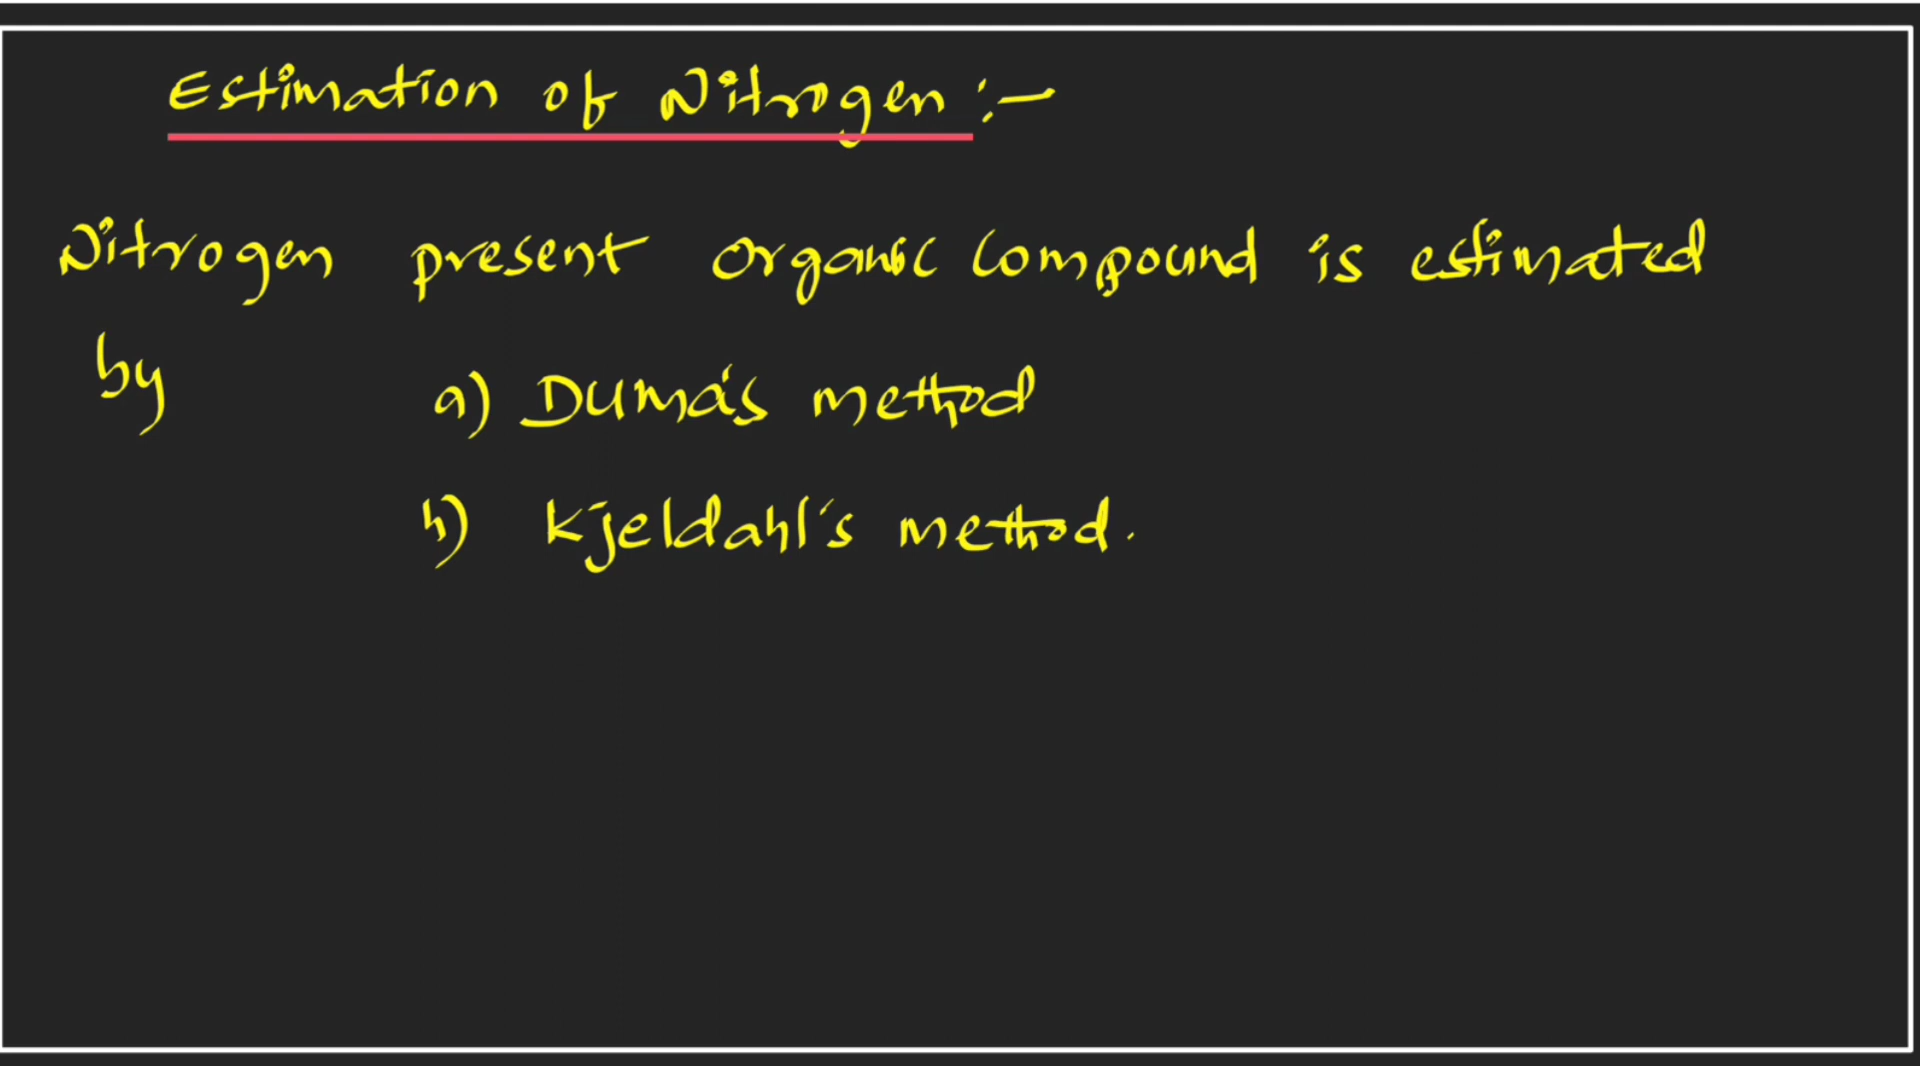 Estimation of Nitrogen :-
Nitrogen present organic compound is estimated
by
a) Duma's method
b) Kjeldahl's method.